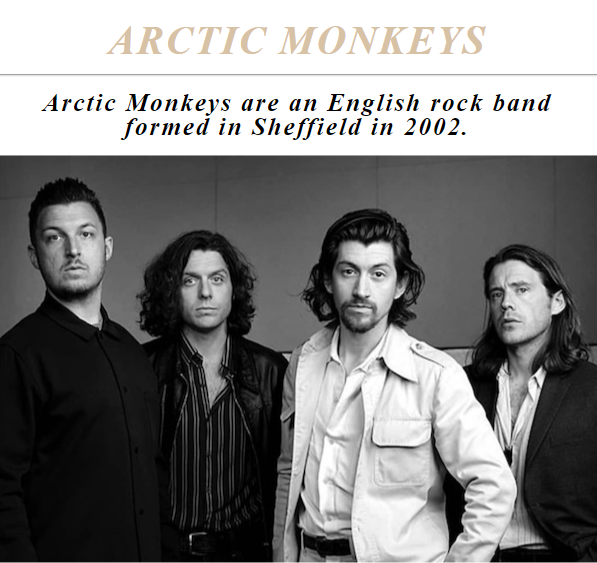 ARCTIC MONKEYS
Arctic Monkeys are an English rock band
formed in Sheffield in 2002.